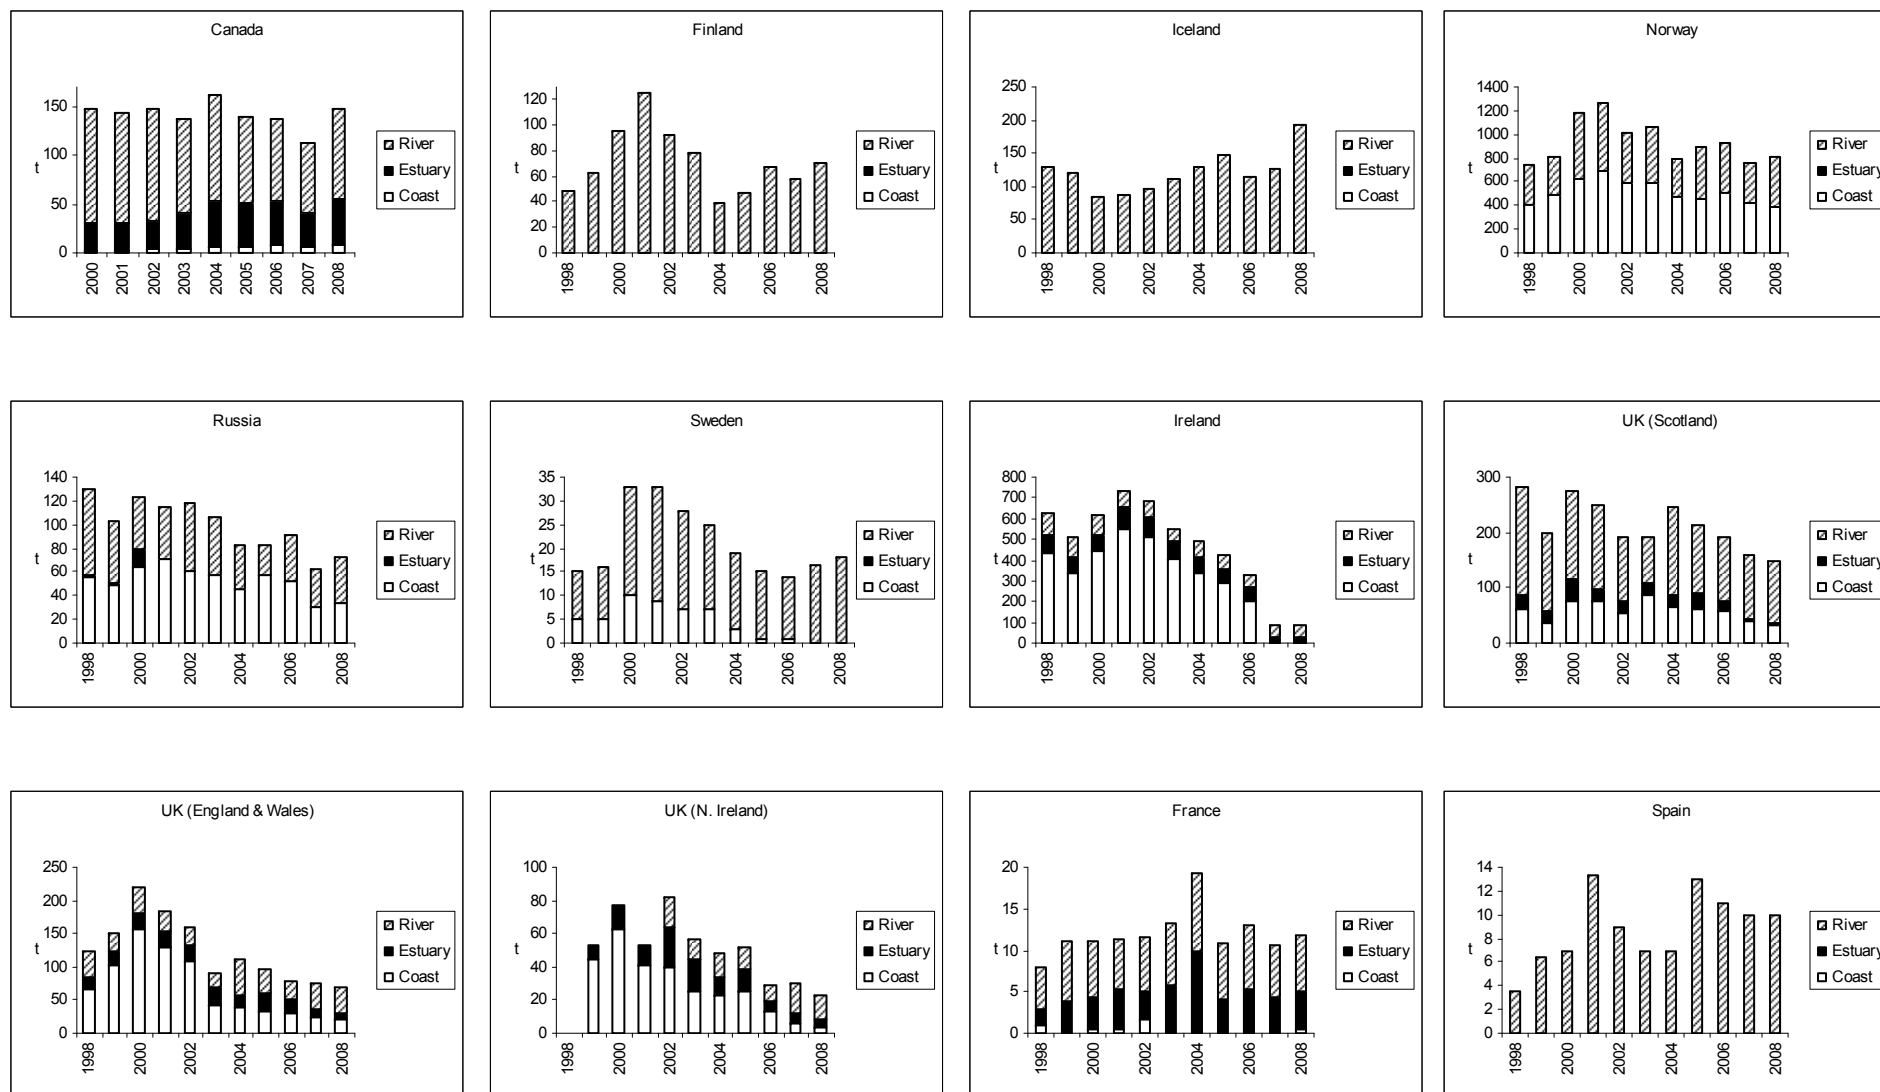 Canada
150
100
50
0
t
2000
2001
2002
2003
2004
2005
2006
2007
2008
River
Estuary
Coast
Finland
120
100
80
60
40
20
0
t
1998
2000
2002
2004
2006
2008
River
Estuary
Coast
Iceland
250
200
150
100
50
0
t
1998
2000
2002
2004
2006
2008
River
Estuary
Coast
Norway
1400
1200
1000
800
600
400
200
0
t
1998
2000
2002
2004
2006
2008
River
Estuary
Coast
Russia
140
120
100
80
60
40
20
0
t
1998
2000
2002
2004
2006
2008
River
Estuary
Coast
Sweden
35
30
25
20
15
10
5
0
t
1998
2000
2002
2004
2006
2008
River
Estuary
Coast
Ireland
800
700
600
500
400
300
200
100
0
t
1998
2000
2002
2004
2006
2008
River
Estuary
Coast
UK (Scotland)
300
200
100
0
t
1998
2000
2002
2004
2006
2008
River
Estuary
Coast
UK (England & Wales)
250
200
150
100
50
0
t
1998
2000
2002
2004
2006
2008
River
Estuary
Coast
UK (N. Ireland)
100
80
60
40
20
0
t
1998
2000
2002
2004
2006
2008
River
Estuary
Coast
France
20
15
10
5
0
t
1998
2000
2002
2004
2006
2008
River
Estuary
Coast
Spain
14
12
10
8
6
4
2
0
t
1998
2000
2002
2004
2006
2008
River
Estuary
Coast